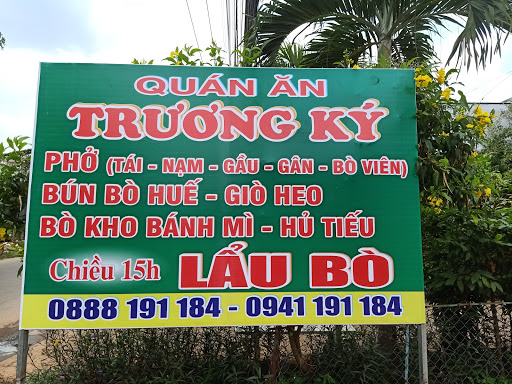 QUÁN ĂN
TRƯƠNG KÝ
PHỞ (TÁI - NẠM - GẦU - GÂN - BÒ VIÊN)
BÚN BÒ HUẾ - GIÒ HEO
BÒ KHO BÁNH MÌ - HỦ TIẾU
Chiều 15h LẨU BÒ
0888 191 184 - 0941 191 184